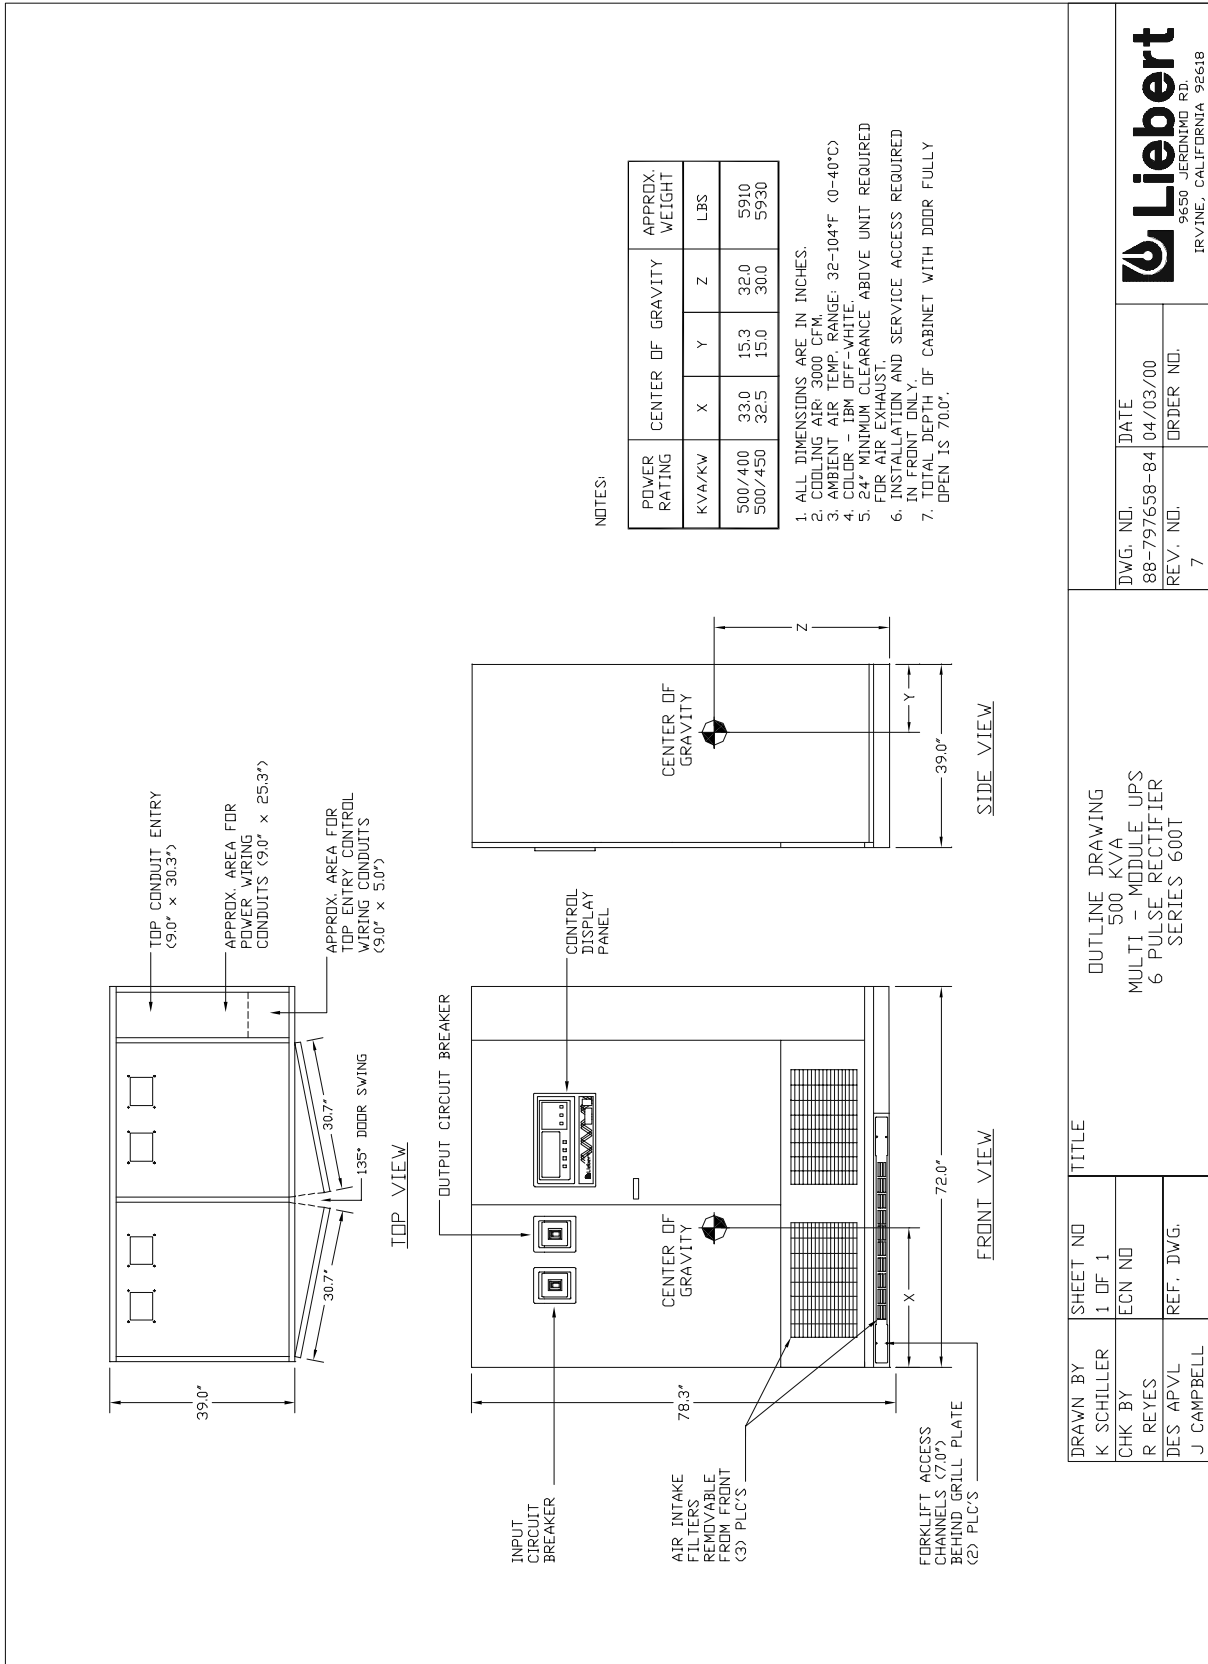 TOP CONDUIT ENTRY
(9.0" x 30.3")
APPROX. AREA FOR
POWER WIRING
CONDUITS (9.0" x 25.3")
APPROX. AREA FOR
TOP ENTRY CONTROL
WIRING CONDUITS
(9.0" x 5.0")
39.0"
30.7"
30.7"
135° DOOR SWING
TOP VIEW
OUTPUT CIRCUIT BREAKER
INPUT
CIRCUIT
BREAKER
CONTROL
DISPLAY
PANEL
CENTER OF
GRAVITY
78.3"
X
72.0"
AIR INTAKE
FILTERS
REMOVABLE
FROM FRONT
(3) PLC'S
FORKLIFT ACCESS
CHANNELS (7.0")
BEHIND GRILL PLATE
(2) PLC'S
FRONT VIEW
CENTER OF
GRAVITY
Z
Y
39.0"
SIDE VIEW
NOTES:
POWER RATING CENTER OF GRAVITY APPROX. WEIGHT
KVA/KW X Y Z LBS
500/400 33.0 15.3 32.0 5910
500/450 32.5 15.0 30.0 5930
1. ALL DIMENSIONS ARE IN INCHES.
2. COOLING AIR: 3000 CFM.
3. AMBIENT AIR TEMP. RANGE: 32-104°F (0-40°C)
4. COLOR - IBM OFF-WHITE.
5. 24" MINIMUM CLEARANCE ABOVE UNIT REQUIRED
FOR AIR EXHAUST.
6. INSTALLATION AND SERVICE ACCESS REQUIRED
IN FRONT ONLY.
7. TOTAL DEPTH OF CABINET WITH DOOR FULLY
OPEN IS 70.0".
DRAWN BY
K SCHILLER
CHK BY
R REYES
DES APVL
J CAMPBELL
SHEET NO
1 OF 1
ECN NO
REF. DWG.
TITLE
OUTLINE DRAWING
500 KVA
MULTI - MODULE UPS
6 PULSE RECTIFIER
SERIES 600T
DWG. NO.
88-797658-84
REV. NO.
7
DATE
04/03/00
ORDER NO.
Liebert
9650 JERONIMO RD.
IRVINE, CALIFORNIA 92618